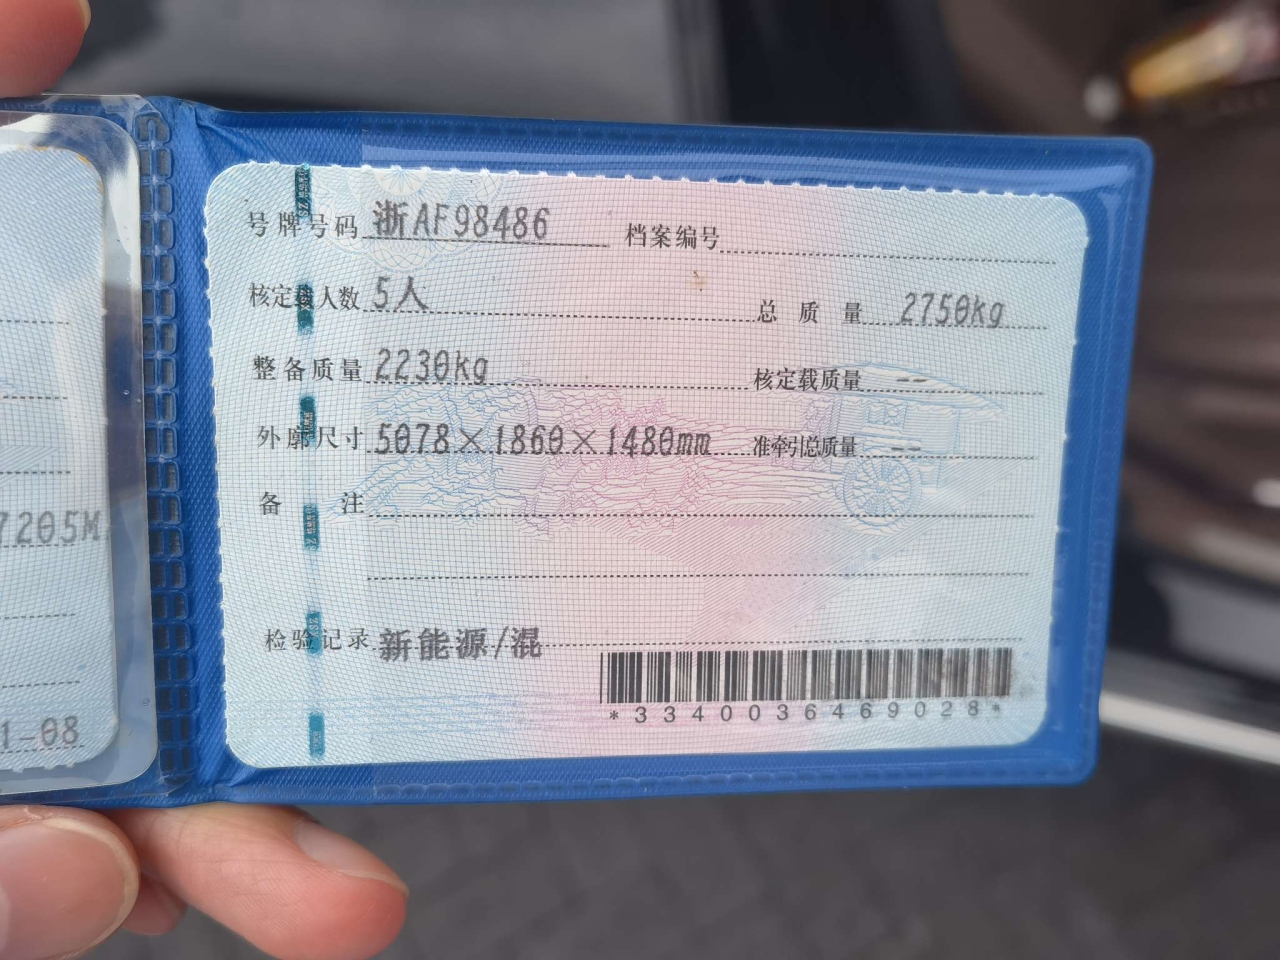 号牌号码 浙AF98486 档案编号
核定载人数 5人 总质量 2750kg
整备质量 2230kg 核定载质量 --
外廓尺寸 5078×1860×1480mm 准牵引总质量 --
备注
检验记录 新能源/混
*3340036469028*
7205M
1-08